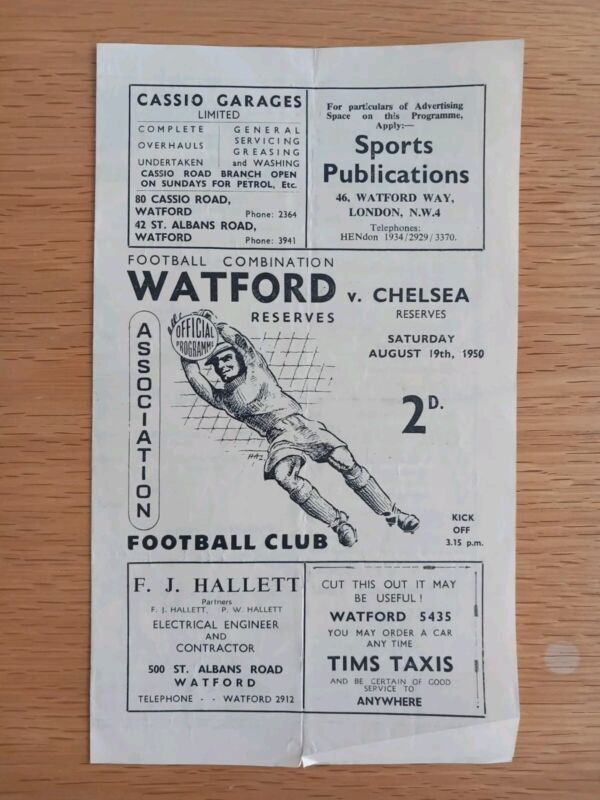 CASSIO GARAGES
LIMITED
COMPLETE
OVERHAULS
UNDERTAKEN
GENERAL
SERVICING
GREASING
and WASHING
CASSIO ROAD BRANCH OPEN
ON SUNDAYS FOR PETROL, Etc.
80 CASSIO ROAD,
WATFORD Phone: 2364
42 ST. ALBANS ROAD,
WATFORD Phone: 3941
For particulars of Advertising
Space on this Programme,
Apply:—
Sports
Publications
46, WATFORD WAY,
LONDON, N.W.4
Telephones:
HENdon 1934/2929/3370.
FOOTBALL COMBINATION
WATFORD v. CHELSEA
RESERVES RESERVES
SATURDAY
AUGUST 19th, 1950
OFFICIAL
PROGRAMME
ASSOCIATION
2D.
HAZ
KICK
OFF
3.15 p.m.
FOOTBALL CLUB
F. J. HALLETT
Partners
F. J. HALLETT, P. W. HALLETT
ELECTRICAL ENGINEER
AND
CONTRACTOR
500 ST. ALBANS ROAD
WATFORD
TELEPHONE - - WATFORD 2912
CUT THIS OUT IT MAY
BE USEFUL!
WATFORD 5435
YOU MAY ORDER A CAR
ANY TIME
TIMS TAXIS
AND BE CERTAIN OF GOOD
SERVICE TO
ANYWHERE